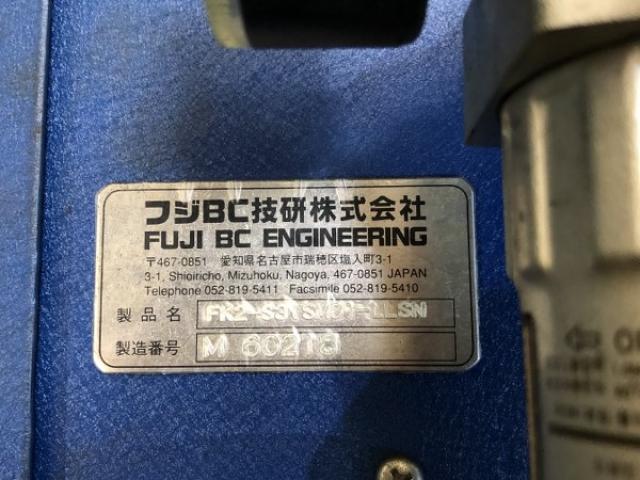 フジBC技研株式会社
FUJI BC ENGINEERING
〒467-0851 愛知県名古屋市瑞穂区塩入町3-1
3-1, Shioiricho, Mizuhoku, Nagoya, 467-0851 JAPAN
Telephone 052-819-5411 Facsimile 052-819-5410
製品名
製造番号 M 60278